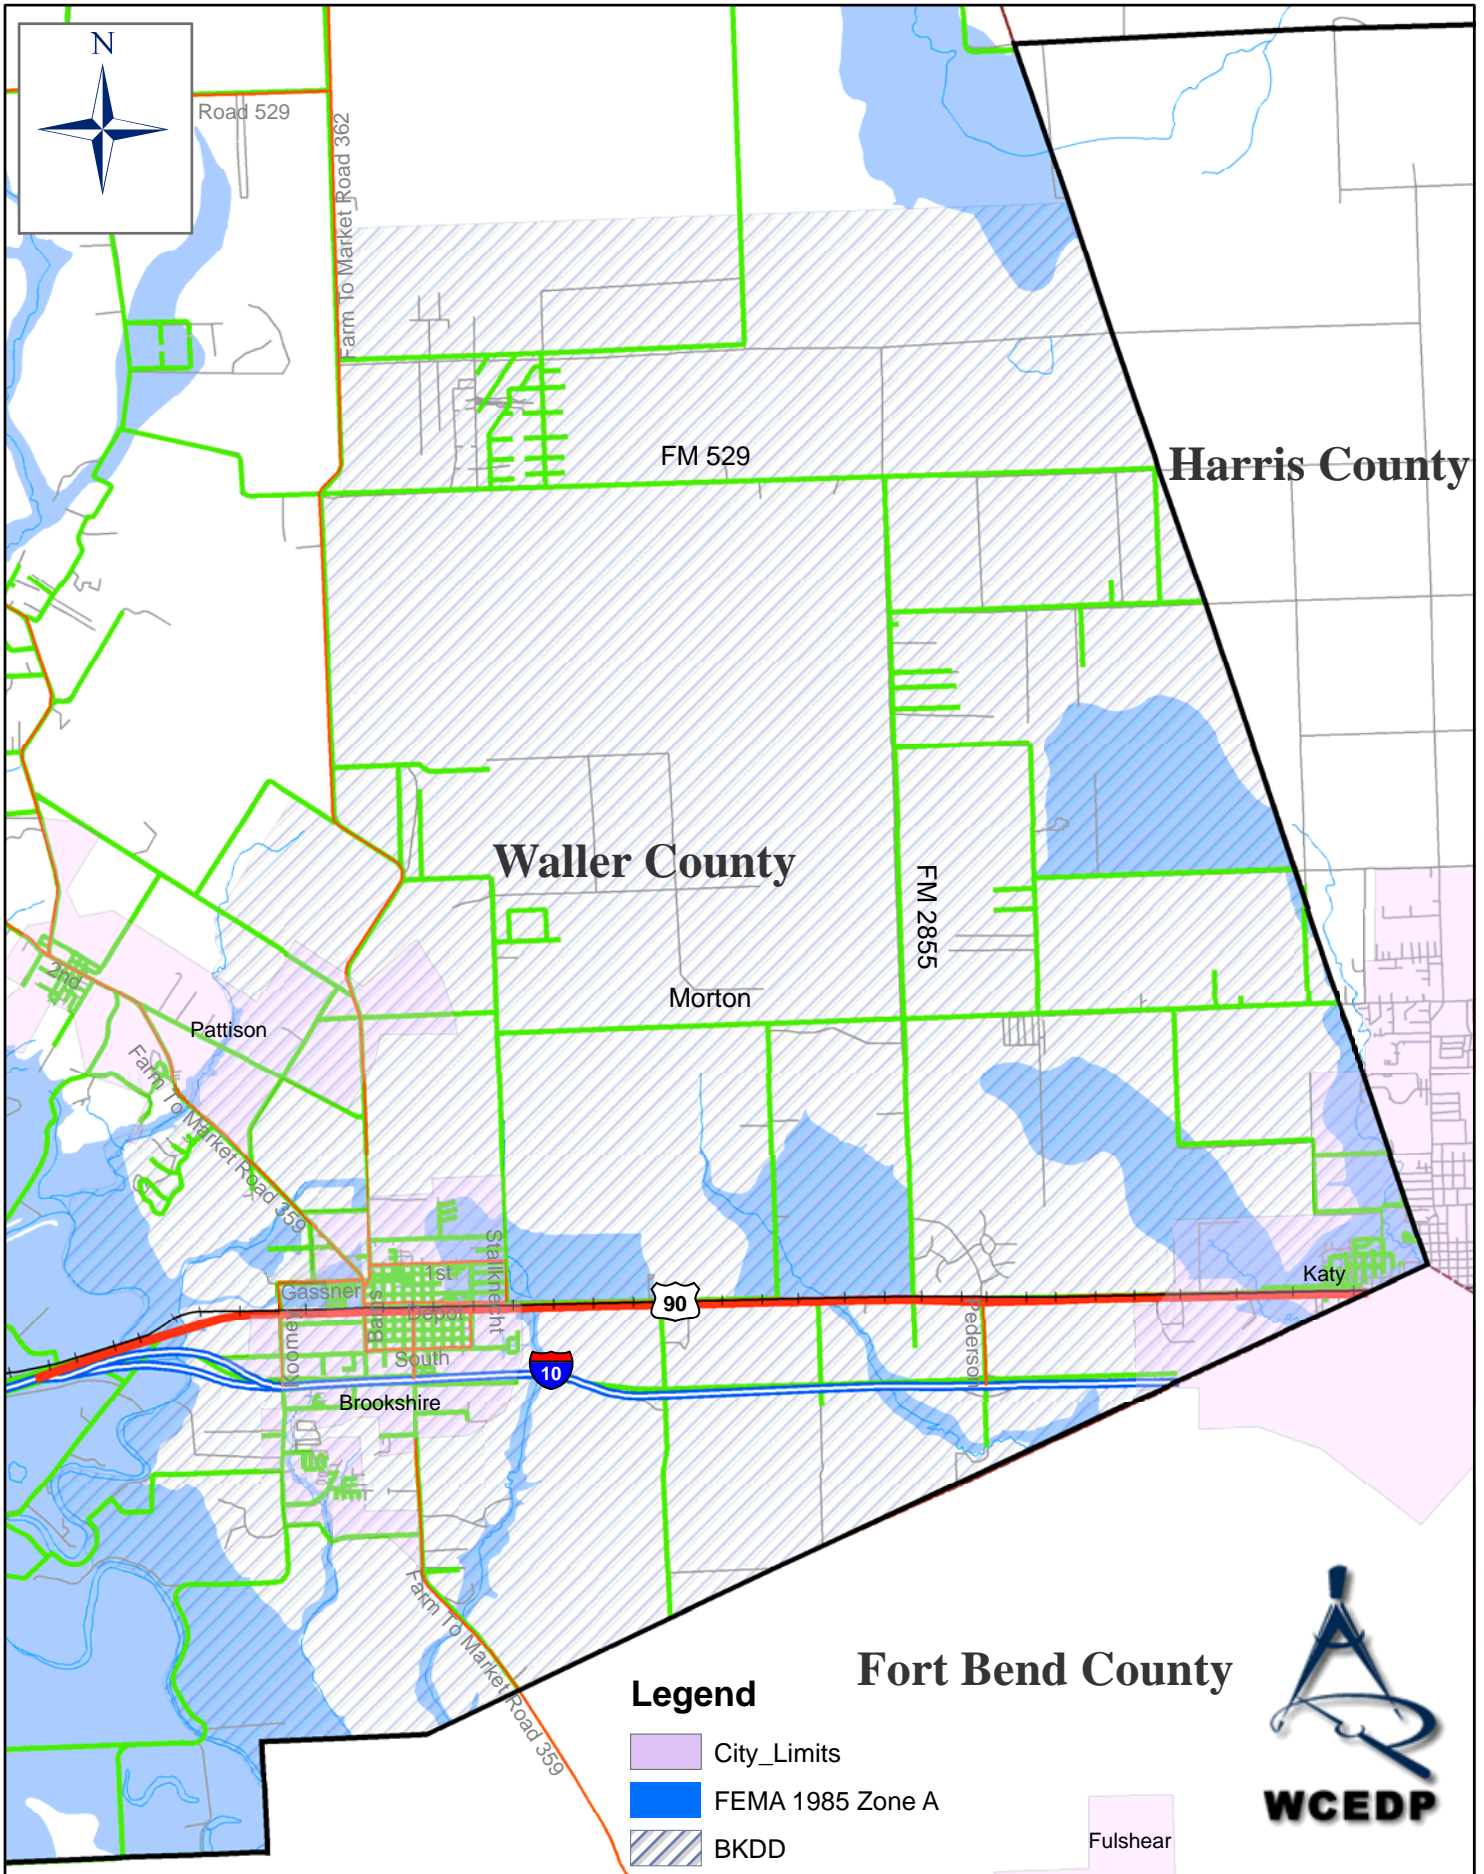 N
Road 529
Farm To Market Road 362
FM 529
Harris County
Waller County
FM 2855
Morton
2nd
Pattison
Farm To Market Road 359
Stallknecht
1st
Gassner
Bains
Depot
Koomey
South
90
10
Pederson
Katy
Brookshire
Farm To Market Road 359
Fort Bend County
Legend
City_Limits
FEMA 1985 Zone A
BKDD
WCEDP
Fulshear